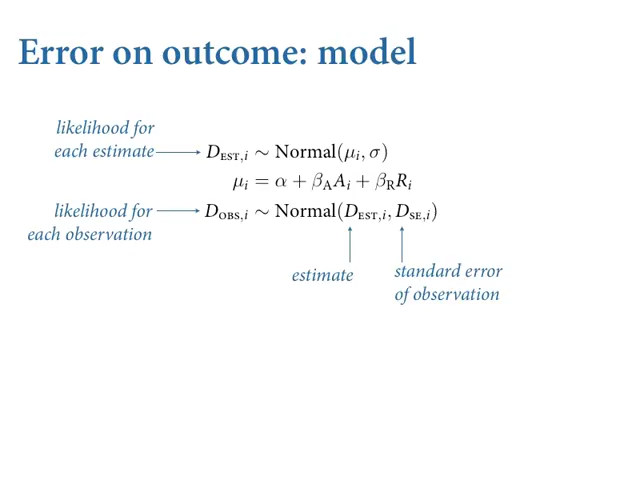 Error on outcome: model
likelihood for
each estimate
D_EST,i ∼ Normal(μ_i, σ)
μ_i = α + β_A A_i + β_R R_i
likelihood for
each observation
D_OBS,i ∼ Normal(D_EST,i, D_SE,i)
estimate
standard error
of observation